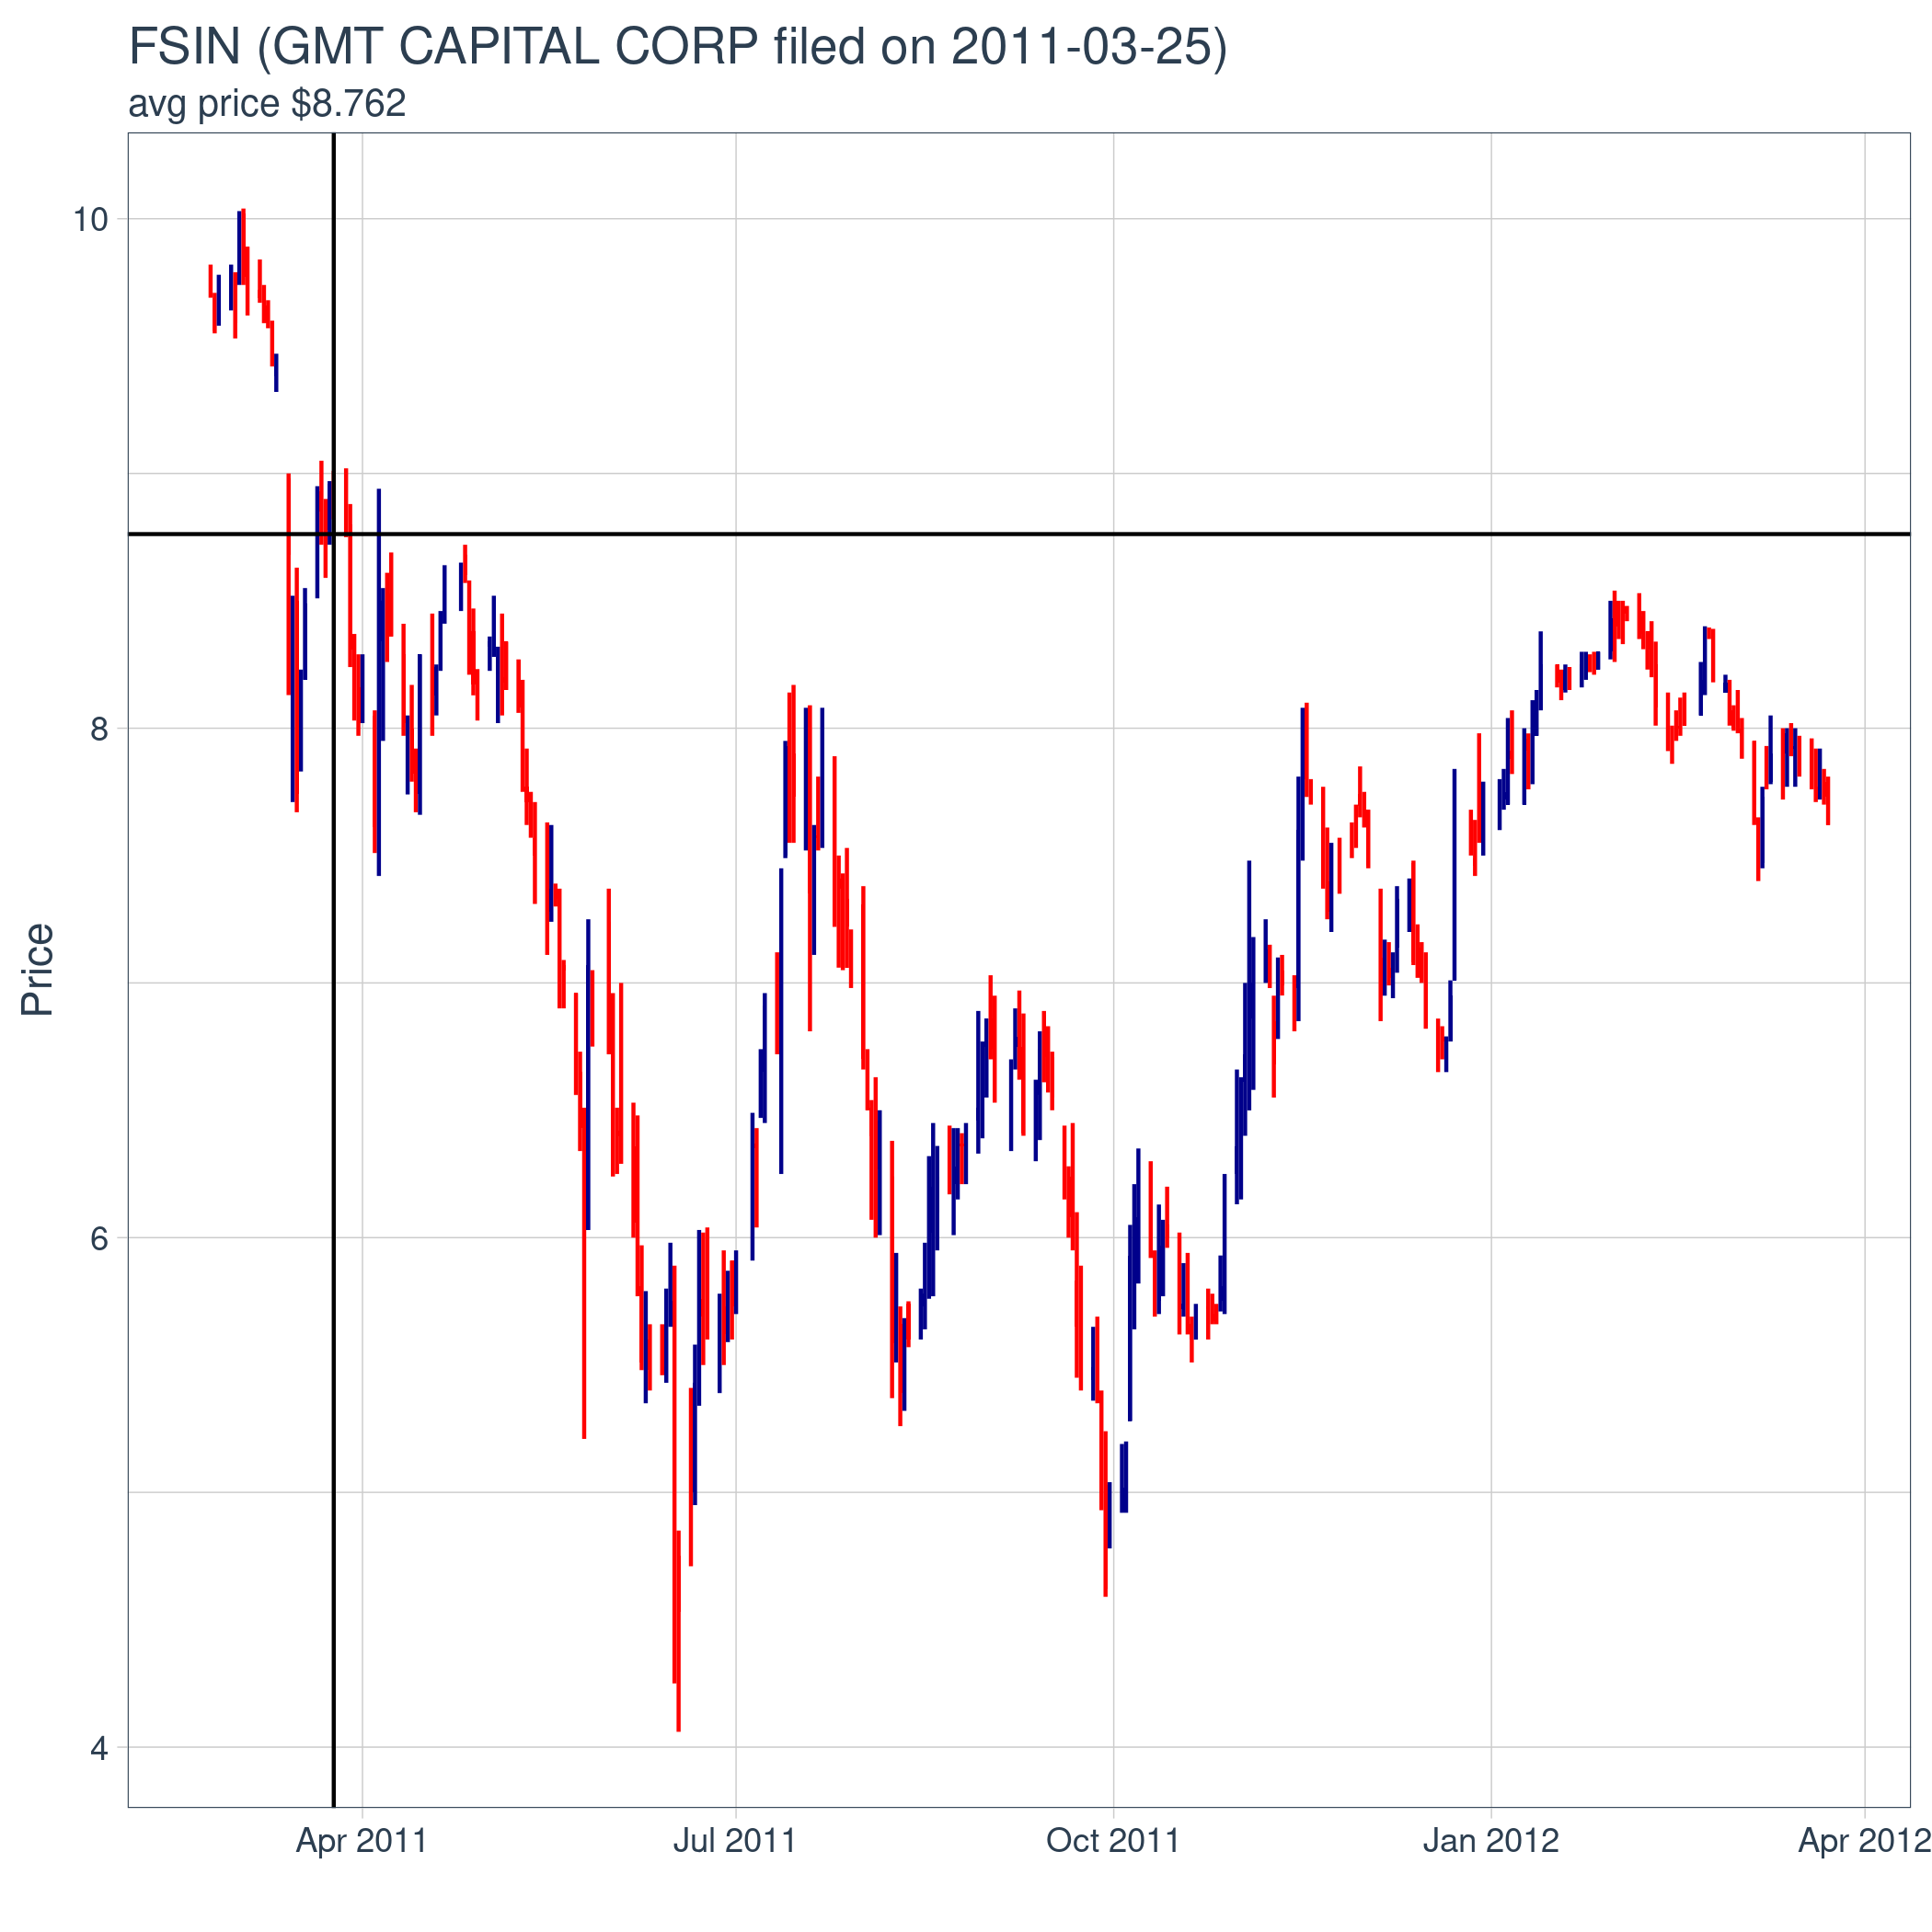 FSIN (GMT CAPITAL CORP filed on 2011-03-25)
avg price $8.762
10
8
6
4
Price
Apr 2011
Jul 2011
Oct 2011
Jan 2012
Apr 2012